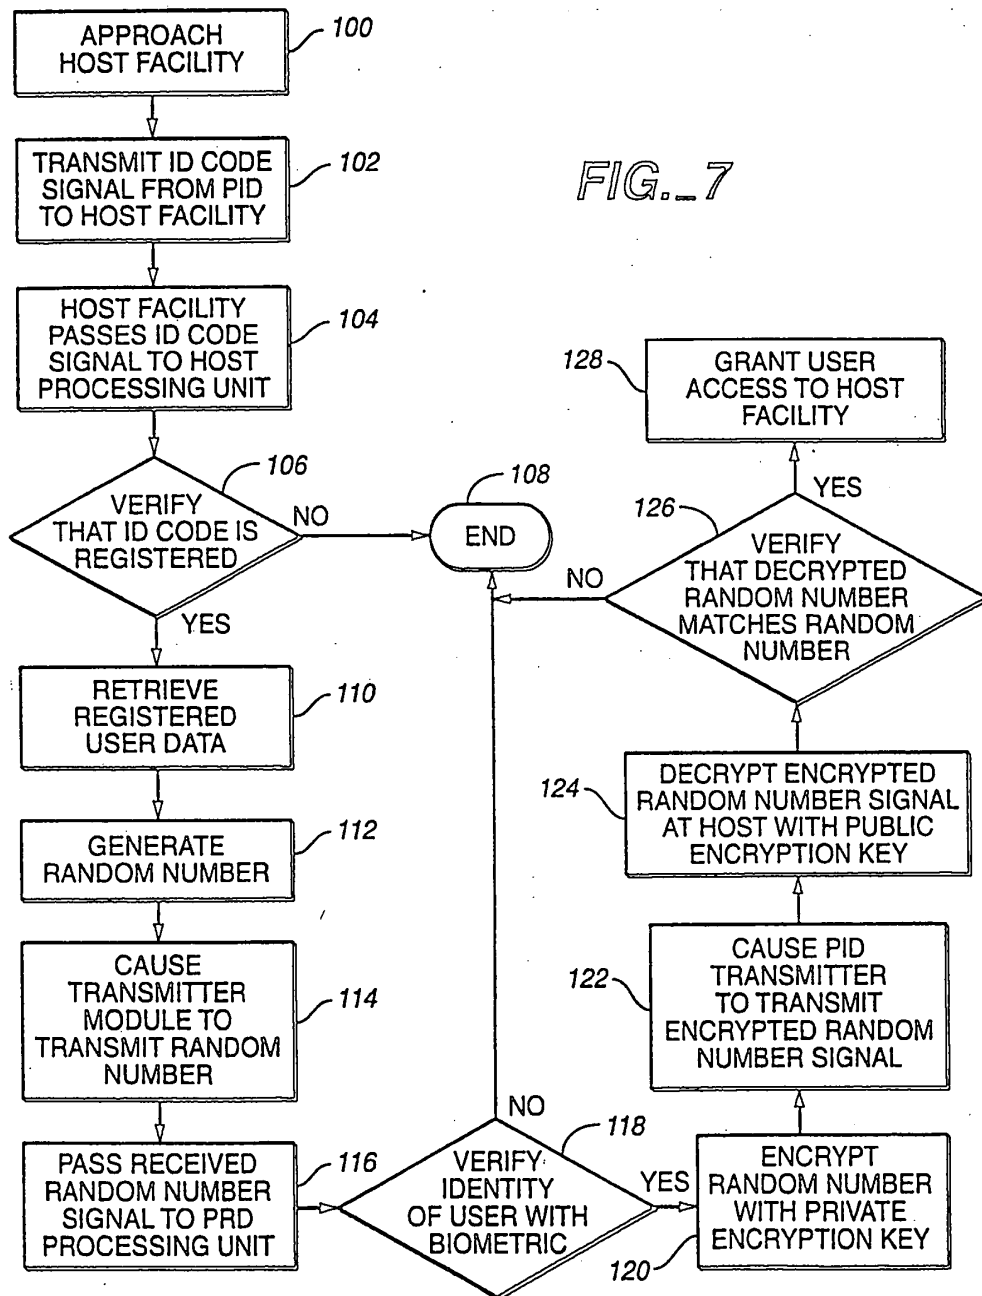 APPROACH
HOST FACILITY
100
TRANSMIT ID CODE
SIGNAL FROM PID
TO HOST FACILITY
102
FIG._7
HOST FACILITY
PASSES ID CODE
SIGNAL TO HOST
PROCESSING UNIT
104
VERIFY
THAT ID CODE IS
REGISTERED
106
NO
YES
END
108
RETRIEVE
REGISTERED
USER DATA
110
GENERATE
RANDOM NUMBER
112
CAUSE
TRANSMITTER
MODULE TO
TRANSMIT RANDOM
NUMBER
114
PASS RECEIVED
RANDOM NUMBER
SIGNAL TO PRD
PROCESSING UNIT
116
VERIFY
IDENTITY
OF USER WITH
BIOMETRIC
118
NO
YES
ENCRYPT
RANDOM NUMBER
WITH PRIVATE
ENCRYPTION KEY
120
CAUSE PID
TRANSMITTER
TO TRANSMIT
ENCRYPTED RANDOM
NUMBER SIGNAL
122
DECRYPT ENCRYPTED
RANDOM NUMBER SIGNAL
AT HOST WITH PUBLIC
ENCRYPTION KEY
124
VERIFY
THAT DECRYPTED
RANDOM NUMBER
MATCHES RANDOM
NUMBER
126
NO
YES
GRANT USER
ACCESS TO HOST
FACILITY
128